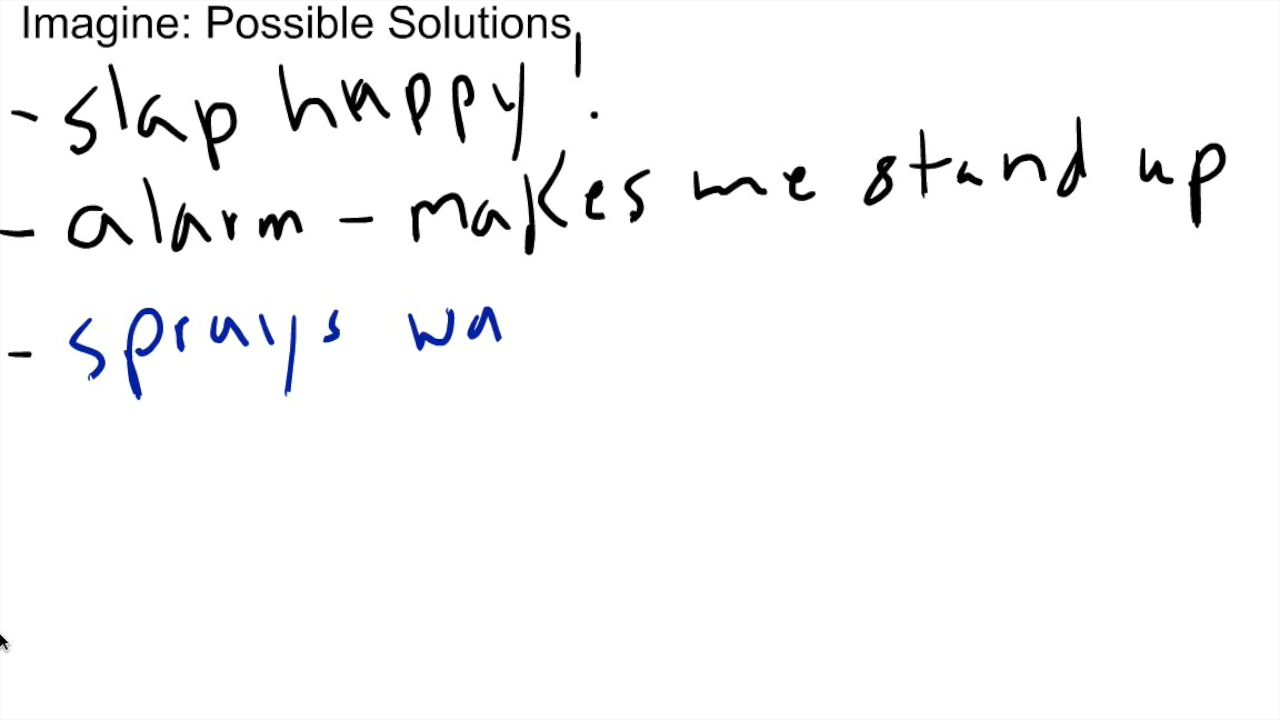 Imagine: Possible Solutions
- slap happy!
- alarm - makes me stand up
- sprays wa